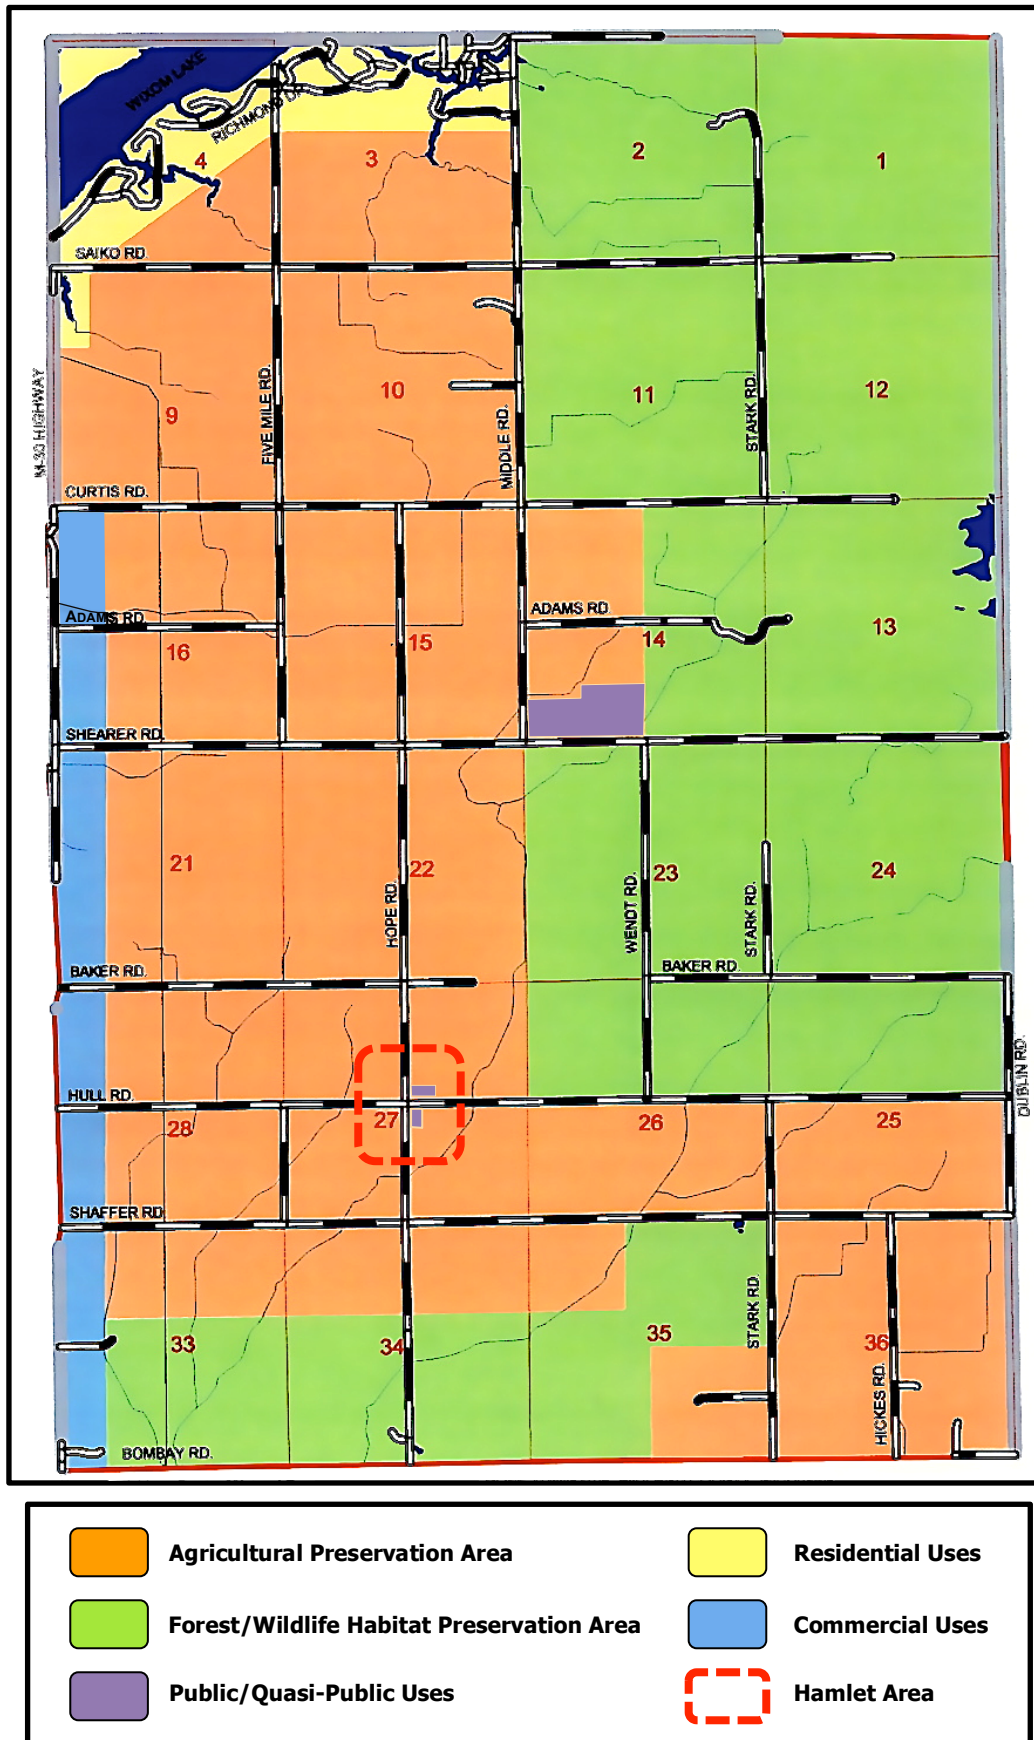 WIXOM LAKE
RICHMOND DR.
4
3
2
1
SAIKO RD.
M-30 HIGHWAY
9
FIVE MILE RD.
10
MIDDLE RD.
11
STARK RD.
12
CURTIS RD.
ADAMS RD.
ADAMS RD.
16
15
14
13
SHEARER RD.
21
HOPE RD.
22
WENDT RD.
23
STARK RD.
24
BAKER RD.
BAKER RD.
DUBLIN RD.
HULL RD.
28
27
26
25
SHAFFER RD.
33
34
35
STARK RD.
36
HICKES RD.
BOMBAY RD.
Agricultural Preservation Area
Residential Uses
Forest/Wildlife Habitat Preservation Area
Commercial Uses
Public/Quasi-Public Uses
Hamlet Area